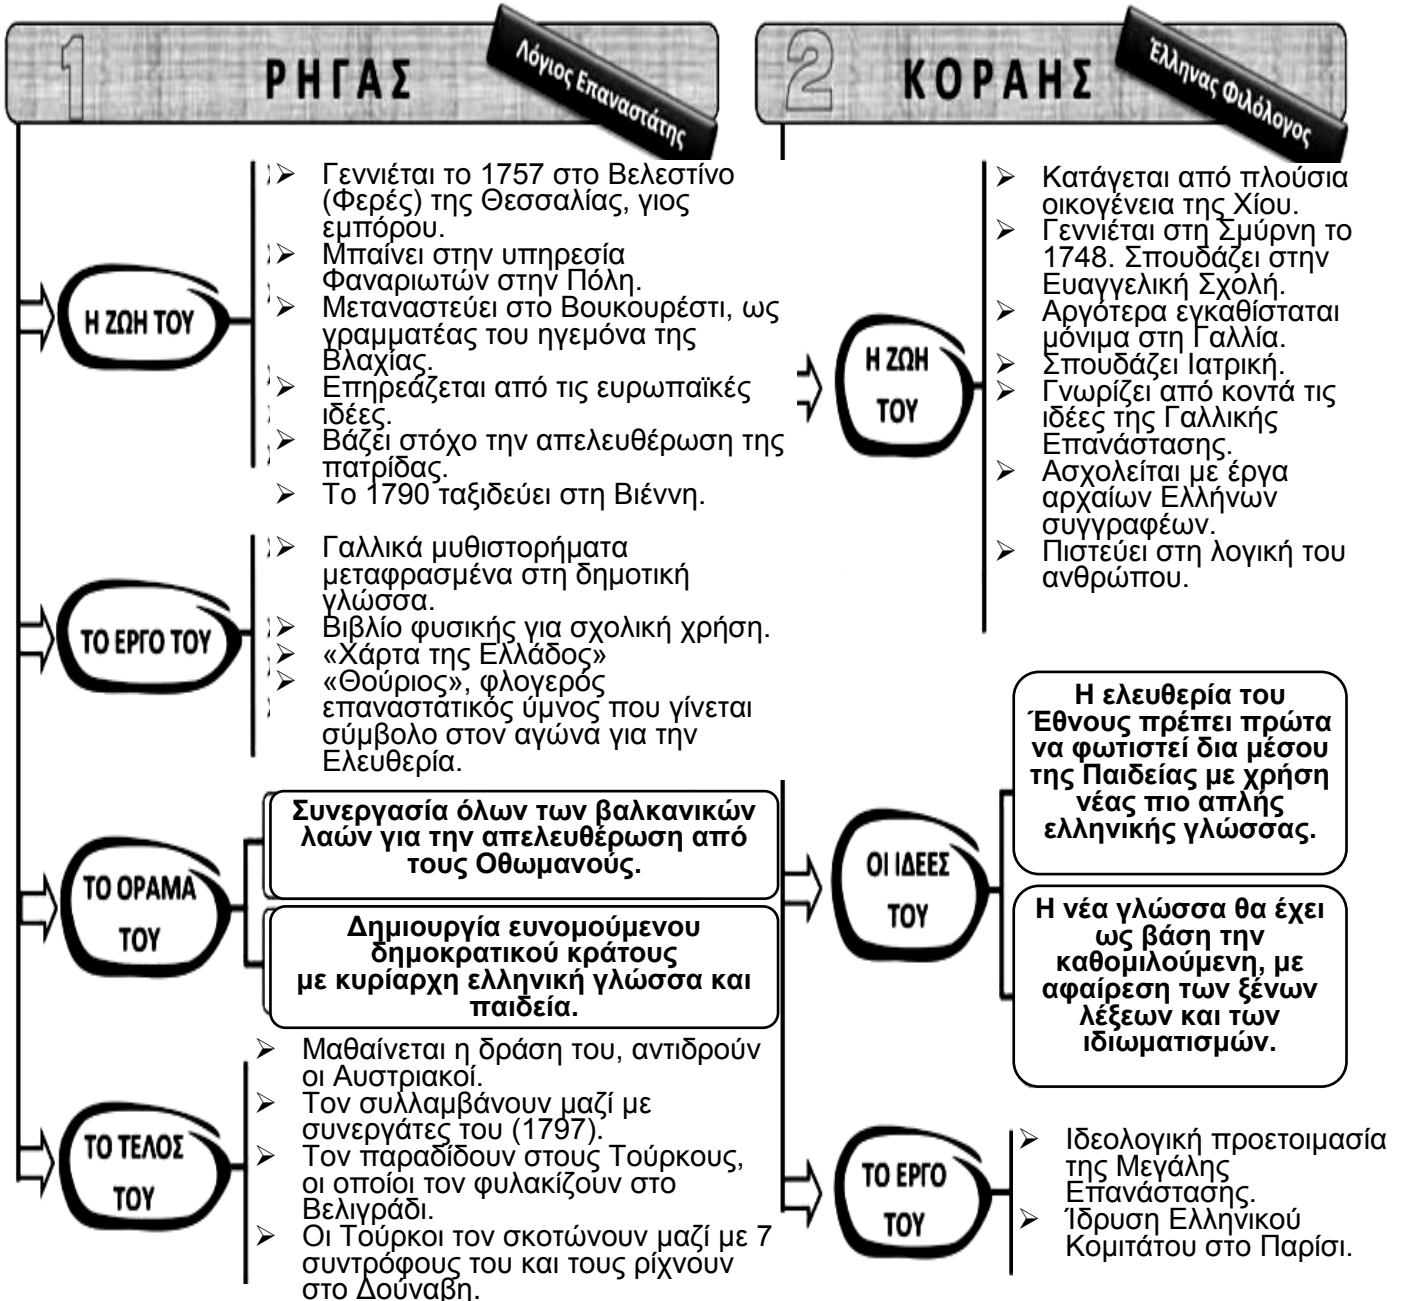 1
ΡΗΓΑΣ
Λόγιος Επαναστάτης
Η ΖΩΗ ΤΟΥ
➢ Γεννιέται το 1757 στο Βελεστίνο
(Φερές) της Θεσσαλίας, γιος
εμπόρου.
➢ Μπαίνει στην υπηρεσία
Φαναριωτών στην Πόλη.
➢ Μεταναστεύει στο Βουκουρέστι, ως
γραμματέας του ηγεμόνα της
Βλαχίας.
➢ Επηρεάζεται από τις ευρωπαϊκές
ιδέες.
➢ Βάζει στόχο την απελευθέρωση της
πατρίδας.
➢ Το 1790 ταξιδεύει στη Βιέννη.
ΤΟ ΕΡΓΟ ΤΟΥ
➢ Γαλλικά μυθιστορήματα
μεταφρασμένα στη δημοτική
γλώσσα.
➢ Βιβλίο φυσικής για σχολική χρήση.
➢ «Χάρτα της Ελλάδος»
➢ «Θούριος», φλογερός
επαναστατικός ύμνος που γίνεται
σύμβολο στον αγώνα για την
Ελευθερία.
ΤΟ ΟΡΑΜΑ
ΤΟΥ
Συνεργασία όλων των βαλκανικών
λαών για την απελευθέρωση από
τους Οθωμανούς.
Δημιουργία ευνομούμενου
δημοκρατικού κράτους
με κυρίαρχη ελληνική γλώσσα και
παιδεία.
ΤΟ ΤΕΛΟΣ
ΤΟΥ
➢ Μαθαίνεται η δράση του, αντιδρούν
οι Αυστριακοί.
➢ Τον συλλαμβάνουν μαζί με
συνεργάτες του (1797).
➢ Τον παραδίδουν στους Τούρκους,
οι οποίοι τον φυλακίζουν στο
Βελιγράδι.
➢ Οι Τούρκοι τον σκοτώνουν μαζί με 7
συντρόφους του και τους ρίχνουν
στο Δούναβη.
2
ΚΟΡΑΗΣ
Έλληνας Φιλόλογος
Η ΖΩΗ
ΤΟΥ
➢ Κατάγεται από πλούσια
οικογένεια της Χίου.
➢ Γεννιέται στη Σμύρνη το
1748. Σπουδάζει στην
Ευαγγελική Σχολή.
➢ Αργότερα εγκαθίσταται
μόνιμα στη Γαλλία.
➢ Σπουδάζει Ιατρική.
➢ Γνωρίζει από κοντά τις
ιδέες της Γαλλικής
Επανάστασης.
➢ Ασχολείται με έργα
αρχαίων Ελλήνων
συγγραφέων.
➢ Πιστεύει στη λογική του
ανθρώπου.
ΟΙ ΙΔΕΕΣ
ΤΟΥ
Η ελευθερία του
Έθνους πρέπει πρώτα
να φωτιστεί δια μέσου
της Παιδείας με χρήση
νέας πιο απλής
ελληνικής γλώσσας.
Η νέα γλώσσα θα έχει
ως βάση την
καθομιλούμενη, με
αφαίρεση των ξένων
λέξεων και των
ιδιωματισμών.
ΤΟ ΕΡΓΟ
ΤΟΥ
➢ Ιδεολογική προετοιμασία
της Μεγάλης
Επανάστασης.
➢ Ίδρυση Ελληνικού
Κομιτάτου στο Παρίσι.